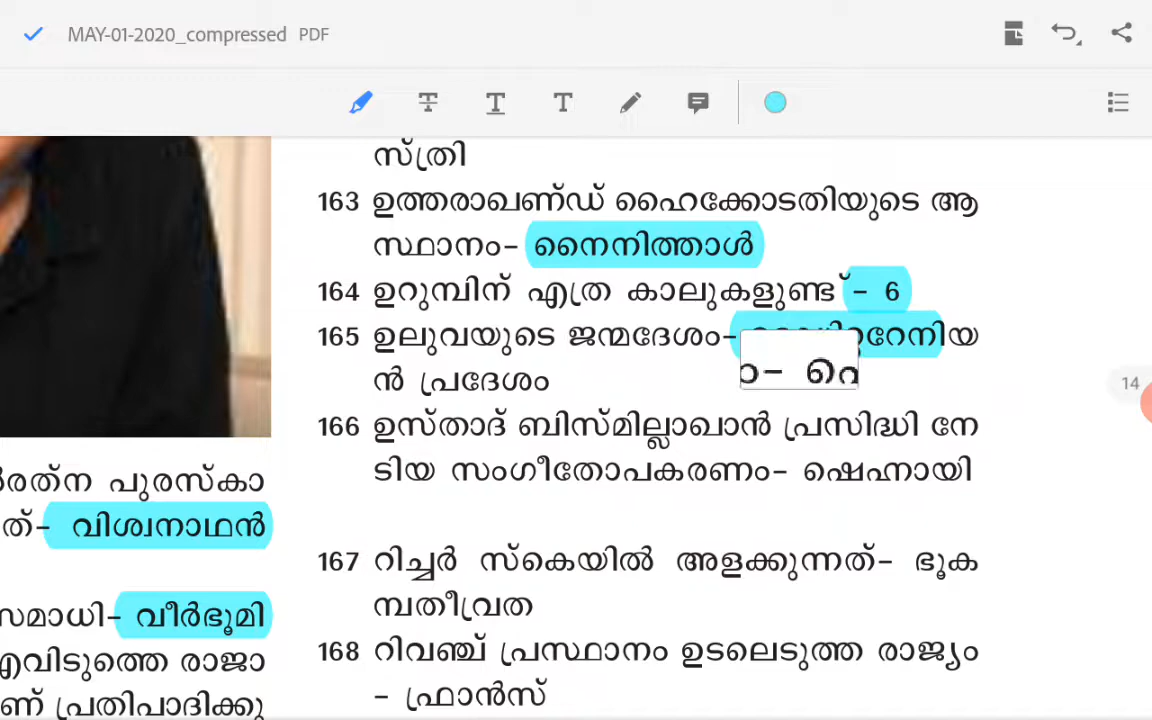 MAY-01-2020_compressed PDF
സ്ത്രി
163 ഉത്തരാഖണ്ഡ് ഹൈക്കോടതിയുടെ ആ
സ്ഥാനം- നൈനിത്താൾ
164 ഉറുമ്പിന് എത്ര കാലുകളുണ്ട് - 6
165 ഉലുവയുടെ ജന്മദേശം-
ൻ പ്രദേശം
166 ഉസ്താദ് ബിസ്മില്ലാഖാൻ പ്രസിദ്ധി നേ
ടിയ സംഗീതോപകരണം- ഷെഹ്നായി
167 റിച്ചർ സ്കെയിൽ അളക്കുന്നത്- ഭൂക
മ്പതീവ്രത
168 റിവഞ്ച് പ്രസ്ഥാനം ഉടലെടുത്ത രാജ്യം
- ഫ്രാൻസ്
14
പുരസ്കാ
ത്- വിശ്വനാഥൻ
സമാധി- വീർഭൂമി
എവിടുത്തെ രാജാ
ണ് പ്രതിപാദിക്കു